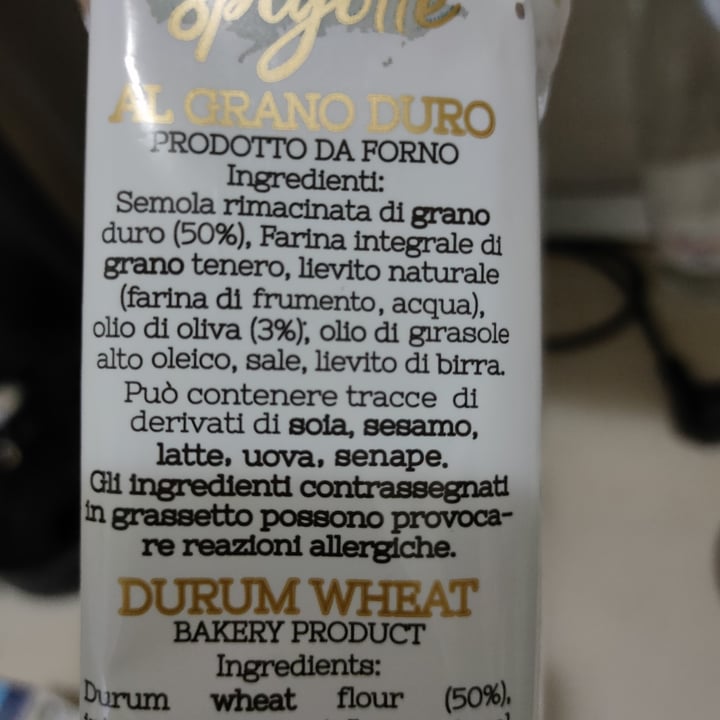 Spigotte
AL GRANO DURO
PRODOTTO DA FORNO
Ingredienti:
Semola rimacinata di grano
duro (50%), Farina integrale di
grano tenero, lievito naturale
(farina di frumento, acqua),
olio di oliva (3%), olio di girasole
alto oleico, sale, lievito di birra.
Può contenere tracce di
derivati di soia, sesamo,
latte, uova, senape.
Gli ingredienti contrassegnati
in grassetto possono provoca-
re reazioni allergiche.
DURUM WHEAT
BAKERY PRODUCT
Ingredients:
Durum wheat flour (50%),